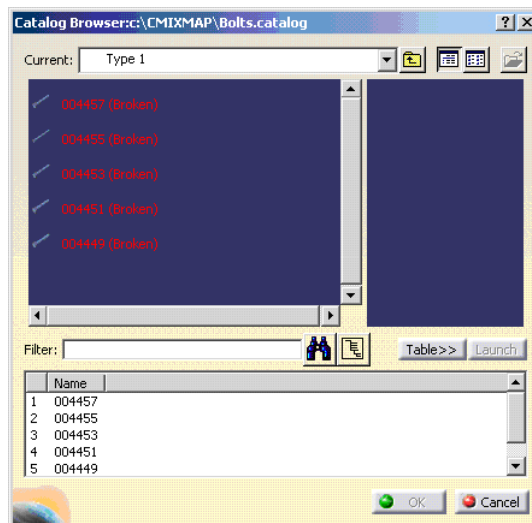 Catalog Browser:c:\CMIXMAP\Bolts.catalog
Current: Type 1
004457 (Broken)
004455 (Broken)
004453 (Broken)
004451 (Broken)
004449 (Broken)
Filter: Table>> Launch
Name
1 004457
2 004455
3 004453
4 004451
5 004449
OK Cancel